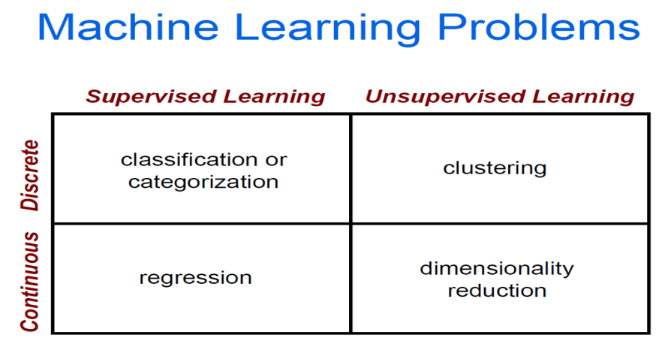 Machine Learning Problems
Supervised Learning
Unsupervised Learning
Discrete
classification or
categorization
clustering
Continuous
regression
dimensionality
reduction